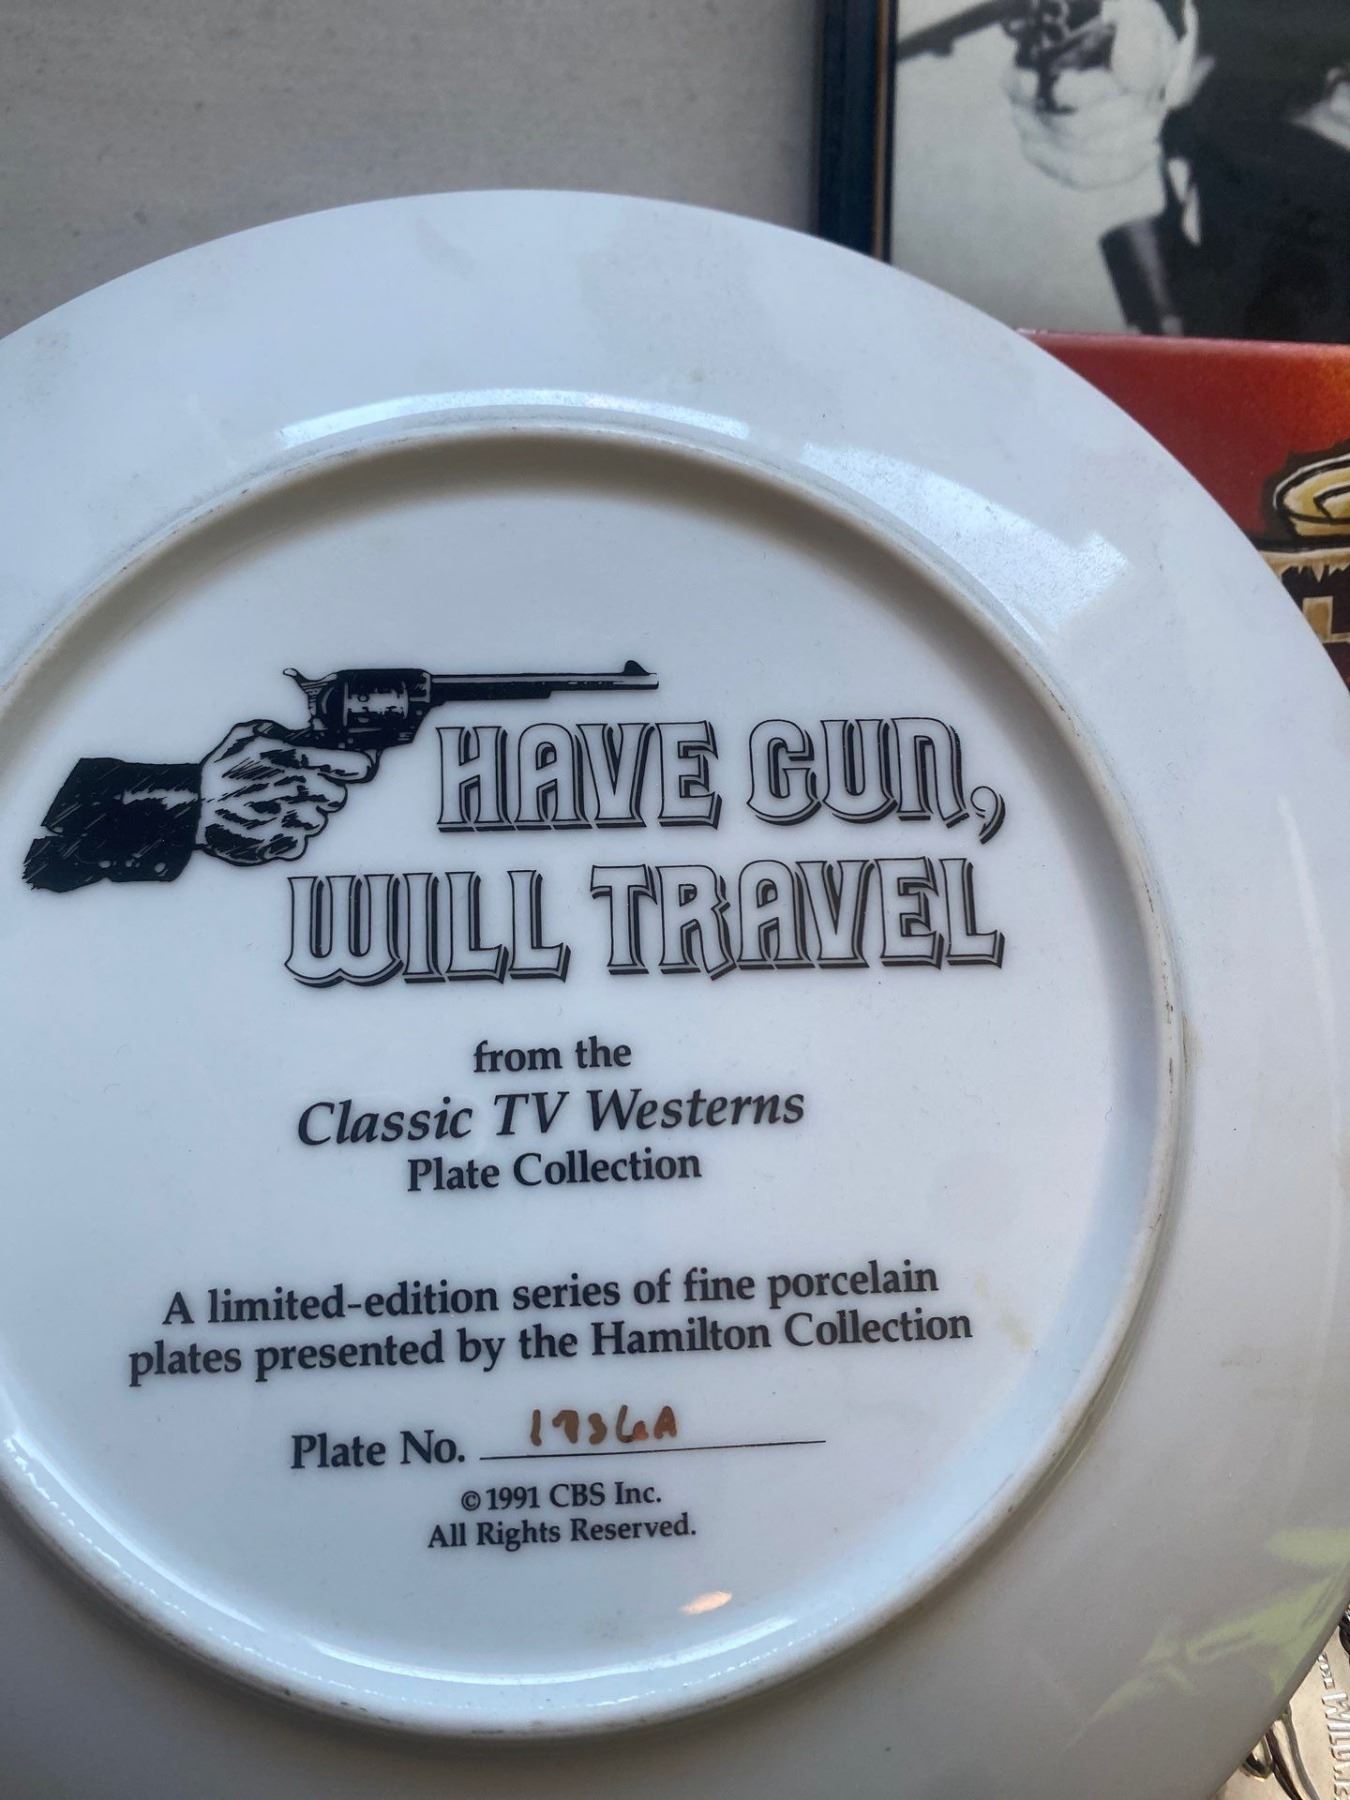 HAVE GUN,
WILL TRAVEL
from the
Classic TV Westerns
Plate Collection
A limited-edition series of fine porcelain
plates presented by the Hamilton Collection
Plate No.
© 1991 CBS Inc.
All Rights Reserved.